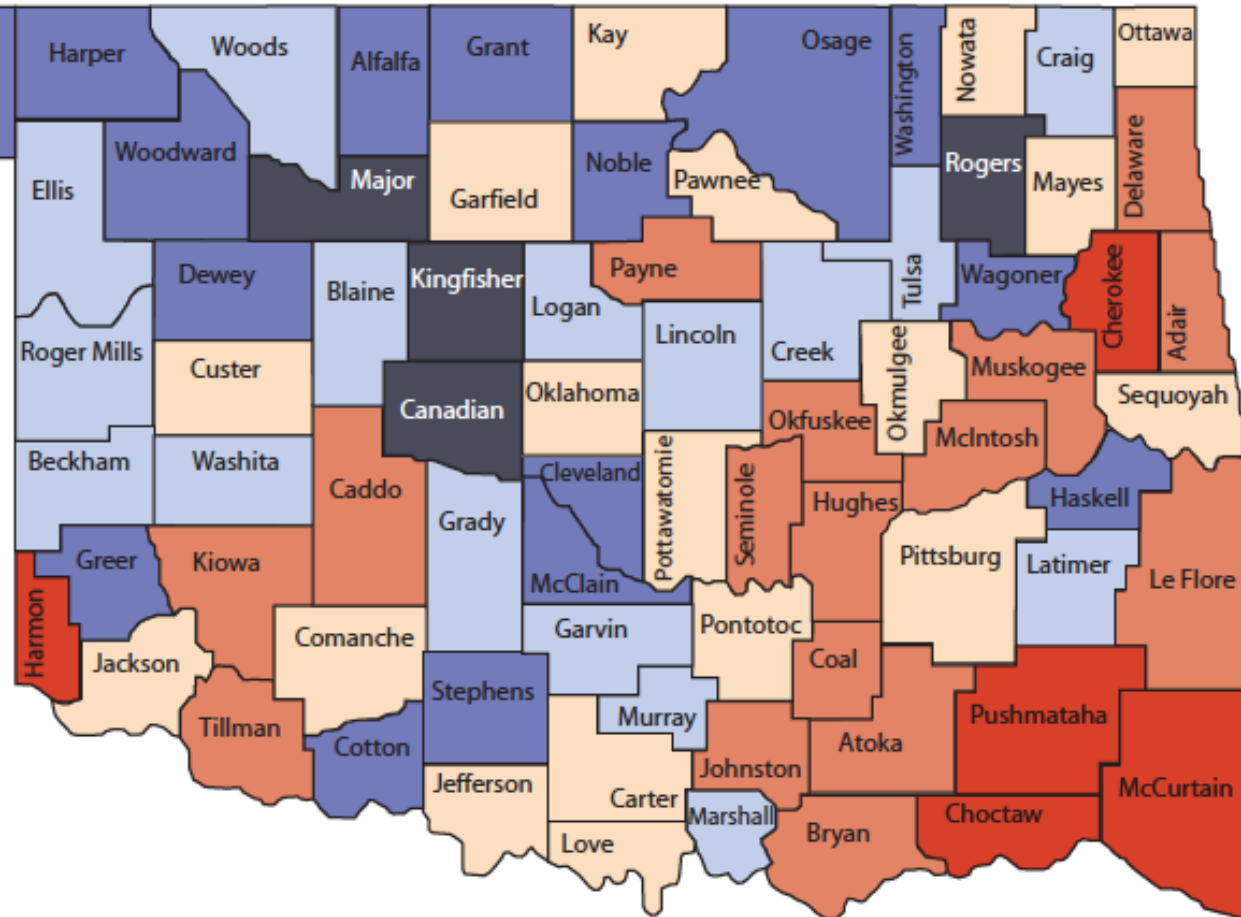 Harper
Woods
Alfalfa
Grant
Kay
Osage
Washington
Nowata
Craig
Ottawa
Ellis
Woodward
Major
Garfield
Noble
Pawnee
Rogers
Mayes
Delaware
Dewey
Blaine
Kingfisher
Logan
Payne
Tulsa
Wagoner
Cherokee
Adair
Roger Mills
Custer
Canadian
Oklahoma
Lincoln
Creek
Okmulgee
Muskogee
Sequoyah
Beckham
Washita
Caddo
Grady
Cleveland
Pottawatomie
Seminole
Okfuskee
Hughes
McIntosh
Haskell
Harmon
Greer
Kiowa
McClain
Pittsburg
Latimer
Le Flore
Jackson
Comanche
Garvin
Pontotoc
Coal
Tillman
Cotton
Stephens
Murray
Johnston
Atoka
Pushmataha
McCurtain
Jefferson
Carter
Love
Marshall
Bryan
Choctaw